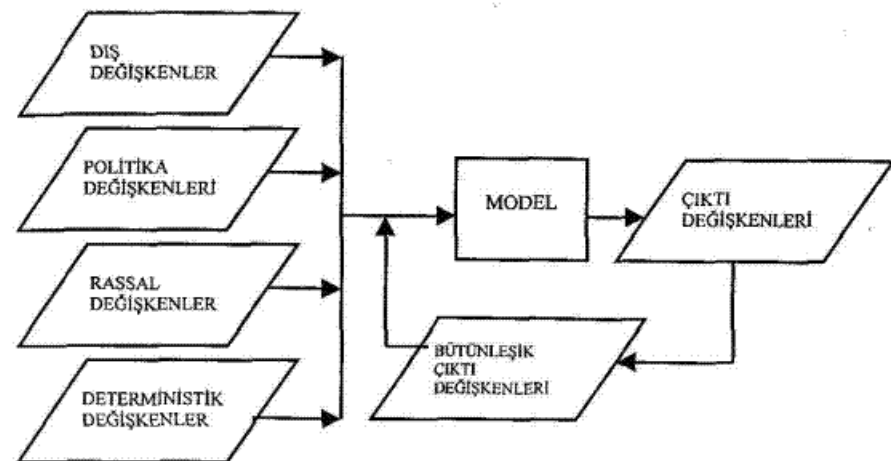 DIŞ
DEĞİŞKENLER
POLİTİKA
DEĞİŞKENLERİ
RASSAL
DEĞİŞKENLER
DETERMİNİSTİK
DEĞİŞKENLER
MODEL
ÇIKTI
DEĞİŞKENLERİ
BÜTÜNLEŞİK
ÇIKTI
DEĞİŞKENLERİ